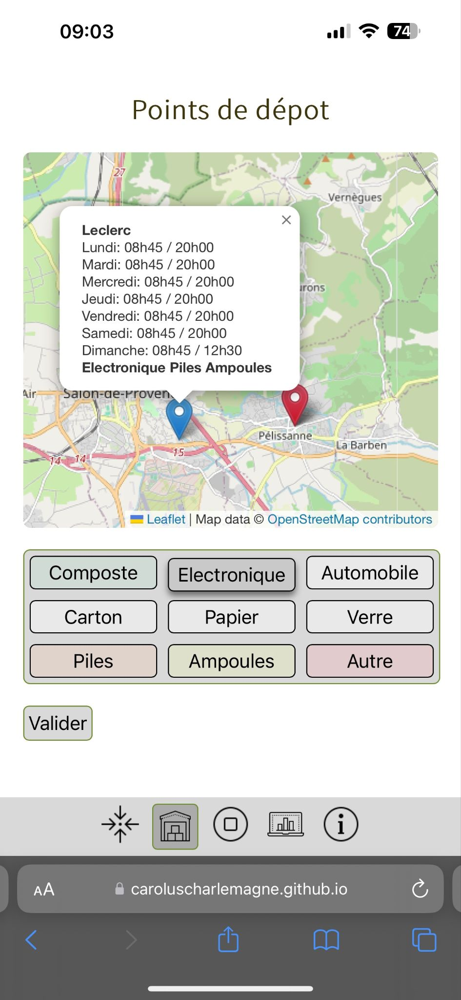 09:03
74
Points de dépot
27
Vernègues
Leclerc
Lundi: 08h45 / 20h00
Mardi: 08h45 / 20h00
Mercredi: 08h45 / 20h00
Jeudi: 08h45 / 20h00
Vendredi: 08h45 / 20h00
Samedi: 08h45 / 20h00
Dimanche: 08h45 / 12h30
Electronique Piles Ampoules
urons
Air
Salon-de-Proven
Pélissanne
La Barben
15
14 14
Leaflet | Map data © OpenStreetMap contributors
Composte Electronique Automobile
Carton Papier Verre
Piles Ampoules Autre
Valider
AA caroluscharlemagne.github.io